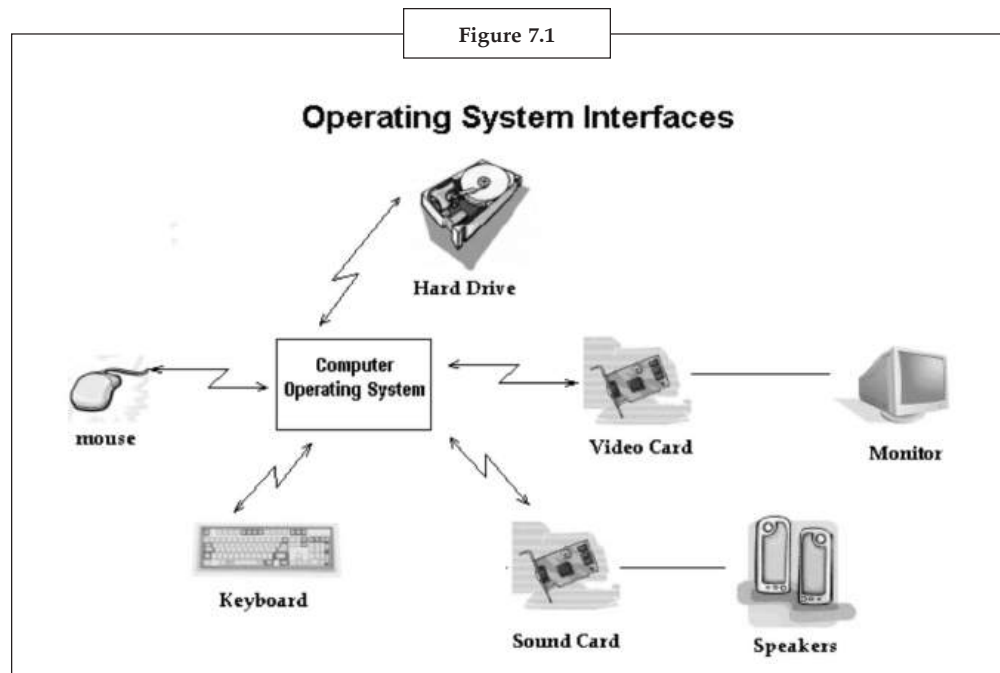 Figure 7.1
Operating System Interfaces
Hard Drive
Computer
Operating System
mouse
Video Card
Monitor
Keyboard
Sound Card
Speakers